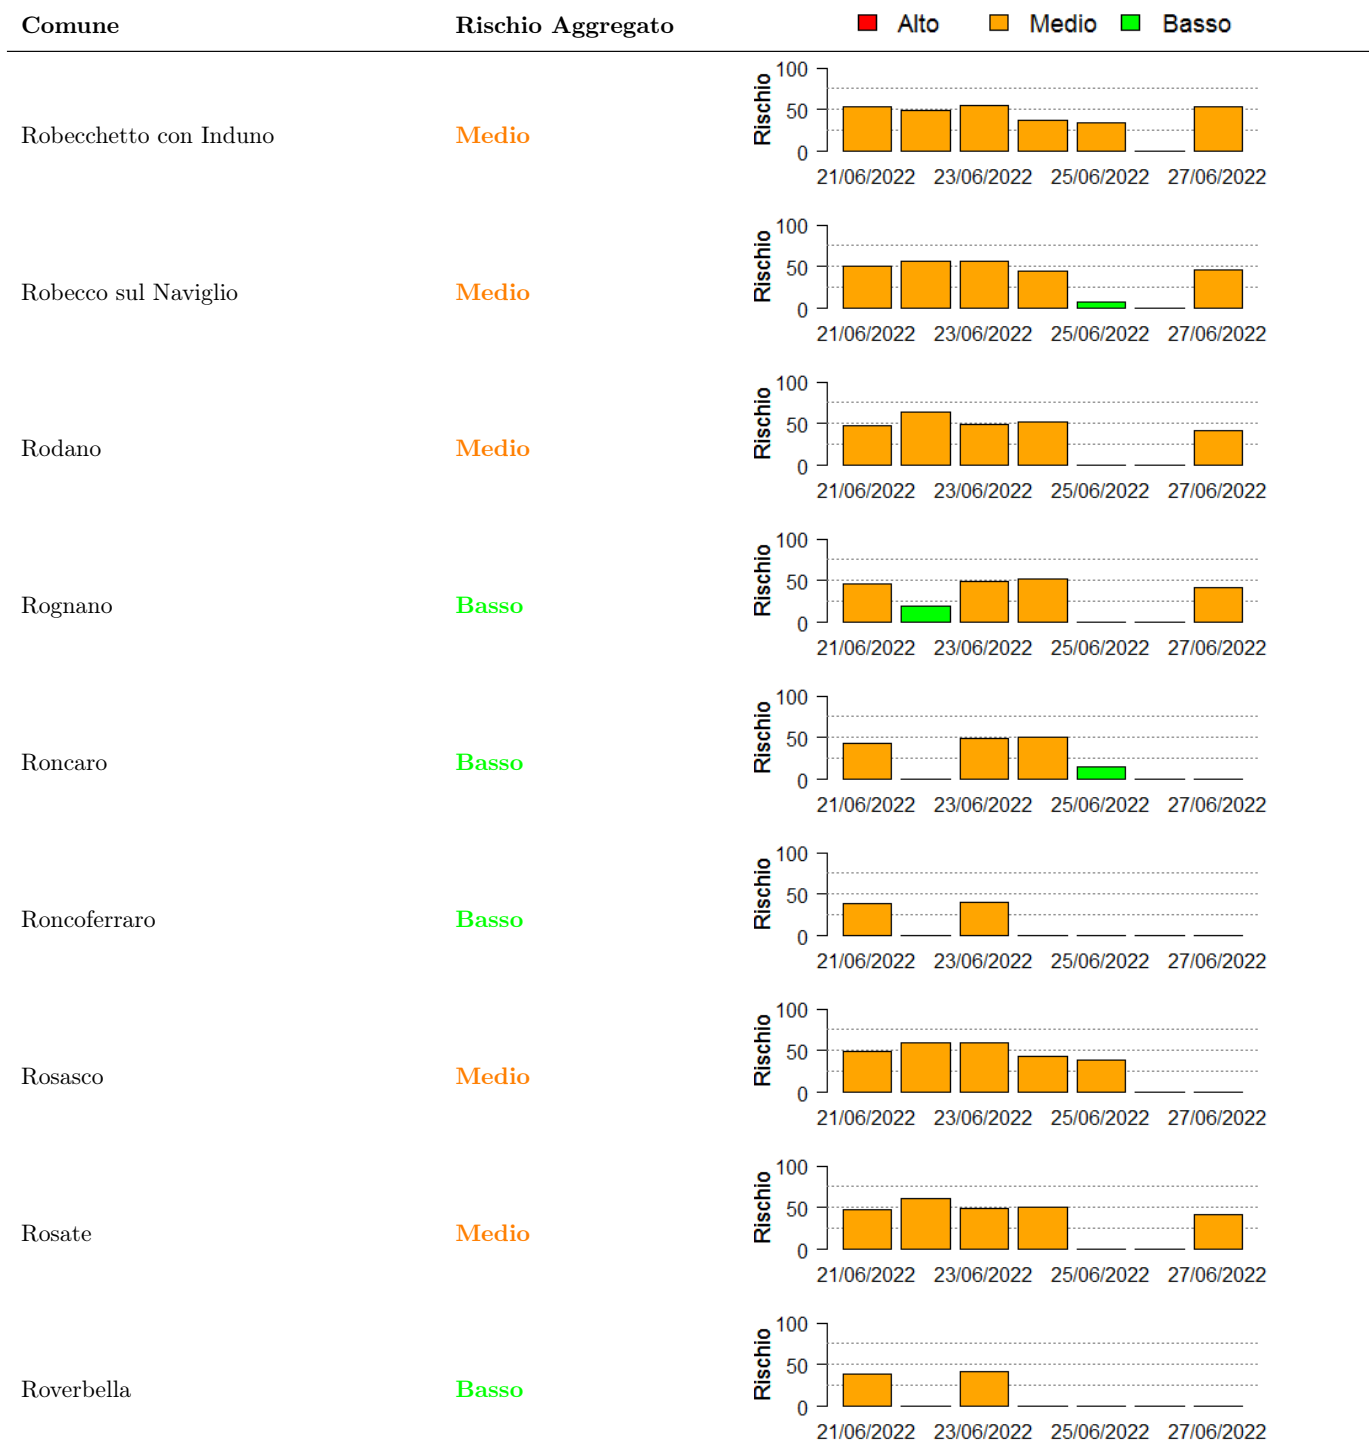 Comune Rischio Aggregato Alto Medio Basso
100
50
0
Rischio
Robecchetto con Induno Medio
21/06/2022 23/06/2022 25/06/2022 27/06/2022
100
50
0
Rischio
Robecco sul Naviglio Medio
21/06/2022 23/06/2022 25/06/2022 27/06/2022
100
50
0
Rischio
Rodano Medio
21/06/2022 23/06/2022 25/06/2022 27/06/2022
100
50
0
Rischio
Rognano Basso
21/06/2022 23/06/2022 25/06/2022 27/06/2022
100
50
0
Rischio
Roncaro Basso
21/06/2022 23/06/2022 25/06/2022 27/06/2022
100
50
0
Rischio
Roncoferraro Basso
21/06/2022 23/06/2022 25/06/2022 27/06/2022
100
50
0
Rischio
Rosasco Medio
21/06/2022 23/06/2022 25/06/2022 27/06/2022
100
50
0
Rischio
Rosate Medio
21/06/2022 23/06/2022 25/06/2022 27/06/2022
100
50
0
Rischio
Roverbella Basso
21/06/2022 23/06/2022 25/06/2022 27/06/2022